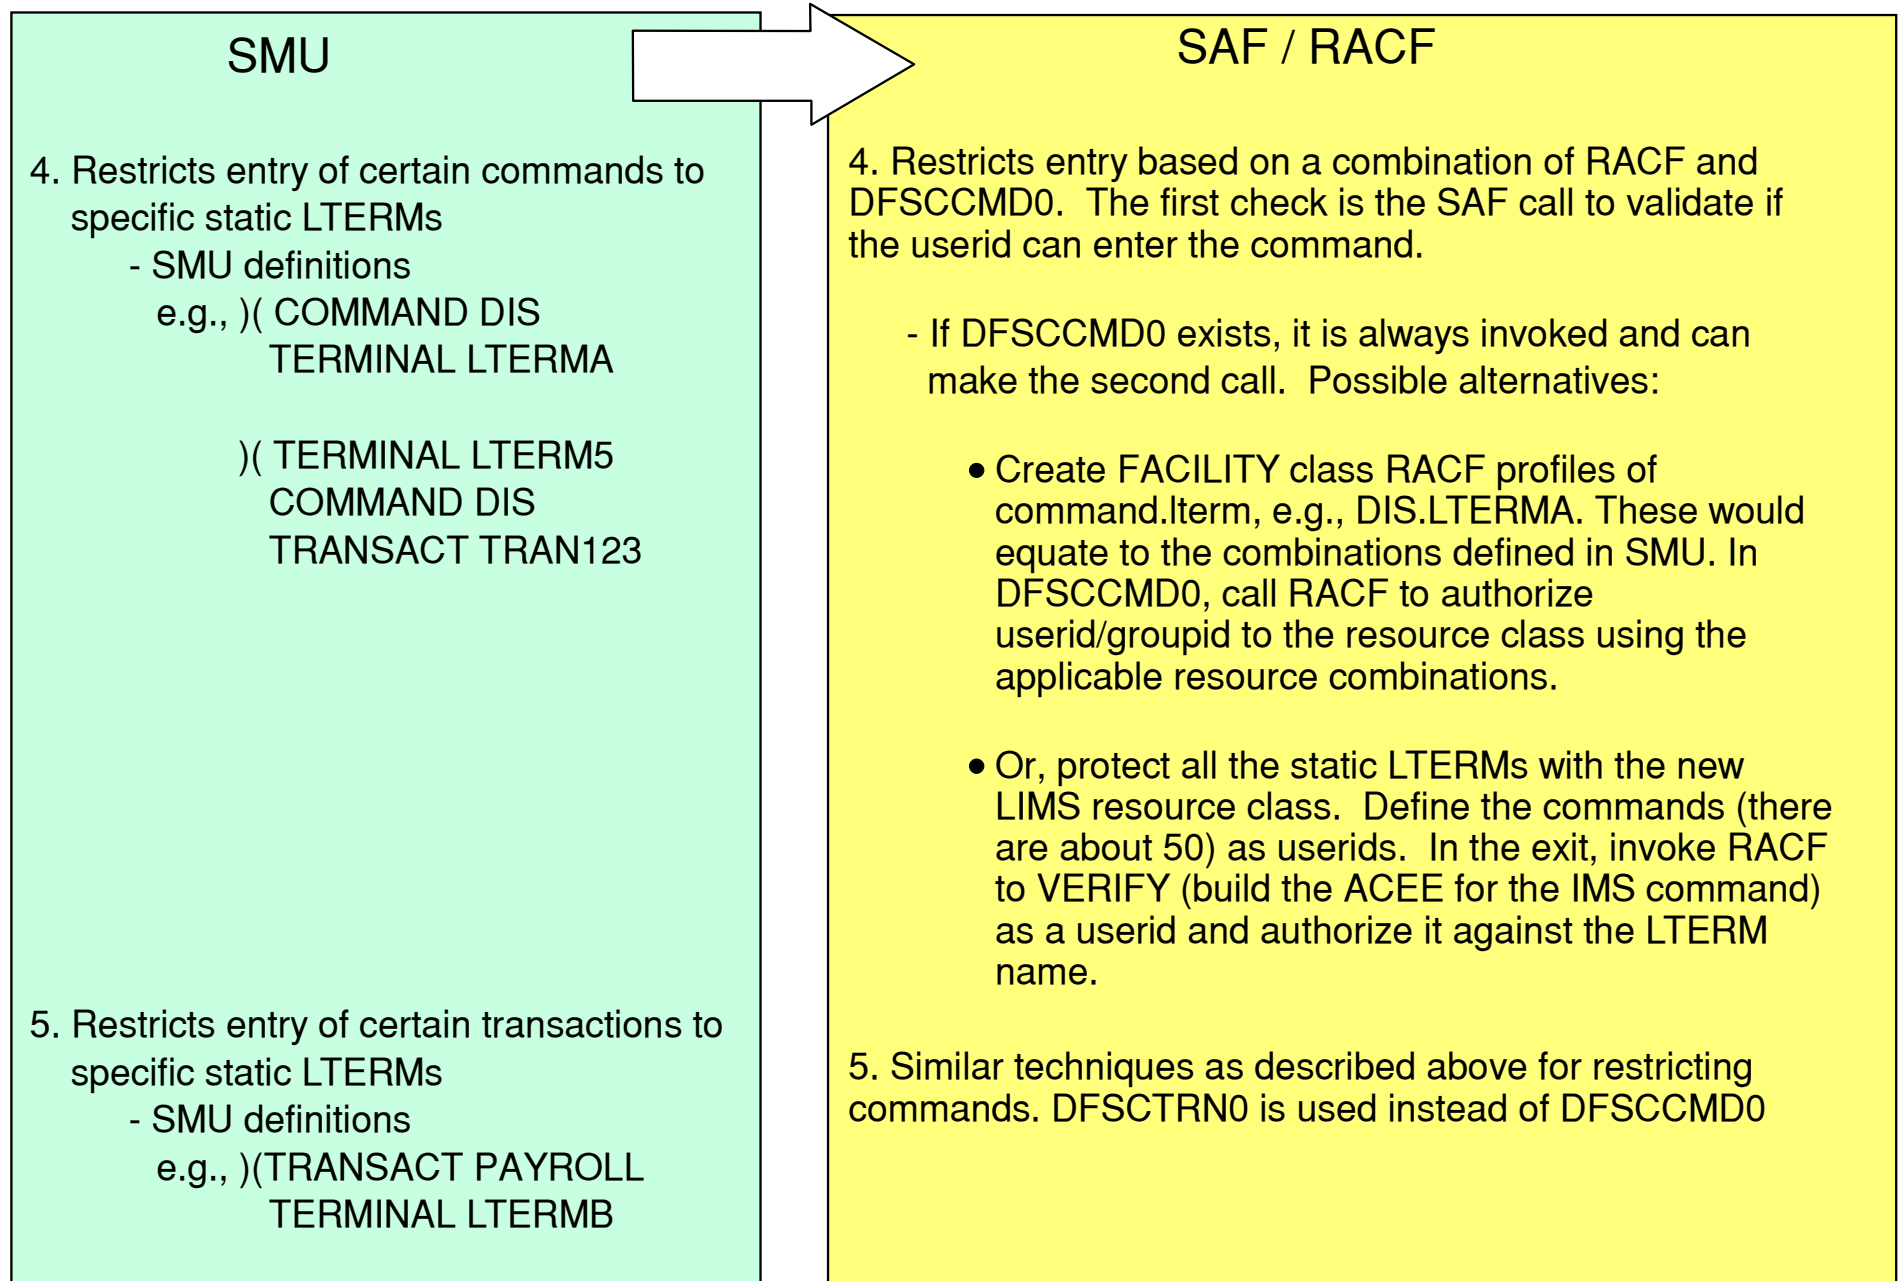 SMU
4. Restricts entry of certain commands to
specific static LTERMs
- SMU definitions
e.g., )( COMMAND DIS
TERMINAL LTERMA
)( TERMINAL LTERM5
COMMAND DIS
TRANSACT TRAN123
5. Restricts entry of certain transactions to
specific static LTERMs
- SMU definitions
e.g., )(TRANSACT PAYROLL
TERMINAL LTERMB
SAF / RACF
4. Restricts entry based on a combination of RACF and
DFSCCMD0.  The first check is the SAF call to validate if
the userid can enter the command.
- If DFSCCMD0 exists, it is always invoked and can
make the second call.  Possible alternatives:
• Create FACILITY class RACF profiles of
command.lterm, e.g., DIS.LTERMA. These would
equate to the combinations defined in SMU. In
DFSCCMD0, call RACF to authorize
userid/groupid to the resource class using the
applicable resource combinations.
• Or, protect all the static LTERMs with the new
LIMS resource class.  Define the commands (there
are about 50) as userids.  In the exit, invoke RACF
to VERIFY (build the ACEE for the IMS command)
as a userid and authorize it against the LTERM
name.
5. Similar techniques as described above for restricting
commands. DFSCTRN0 is used instead of DFSCCMD0